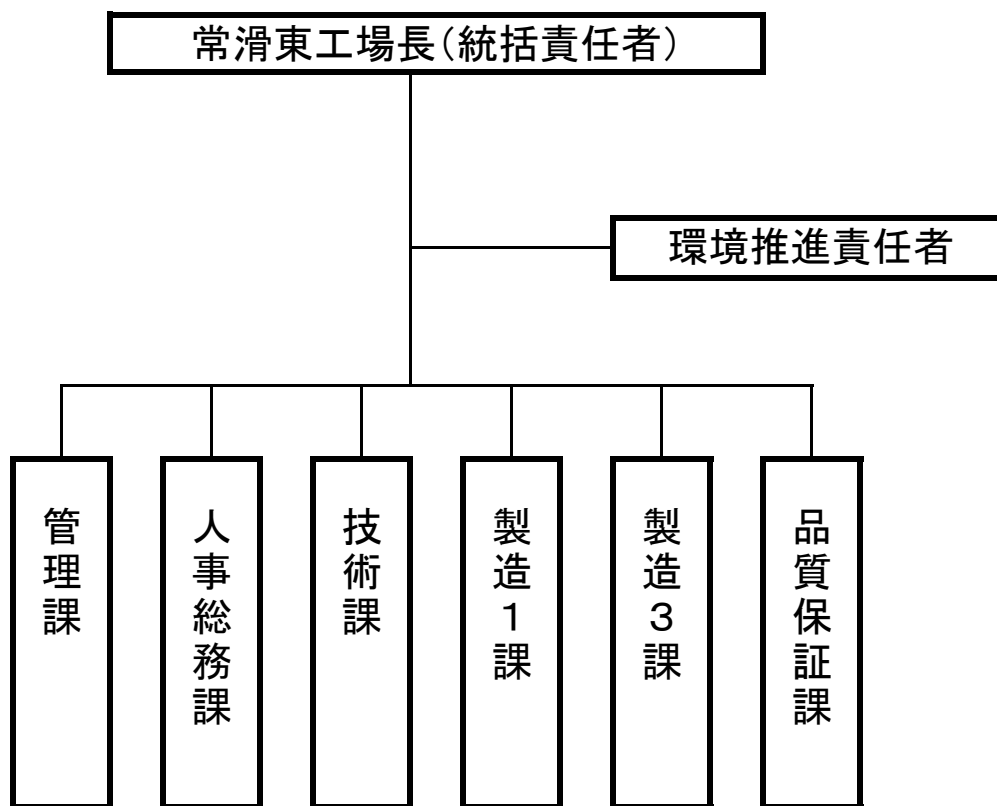 常滑東工場長（統括責任者）
環境推進責任者
管理課
人事総務課
技術課
製造１課
製造３課
品質保証課